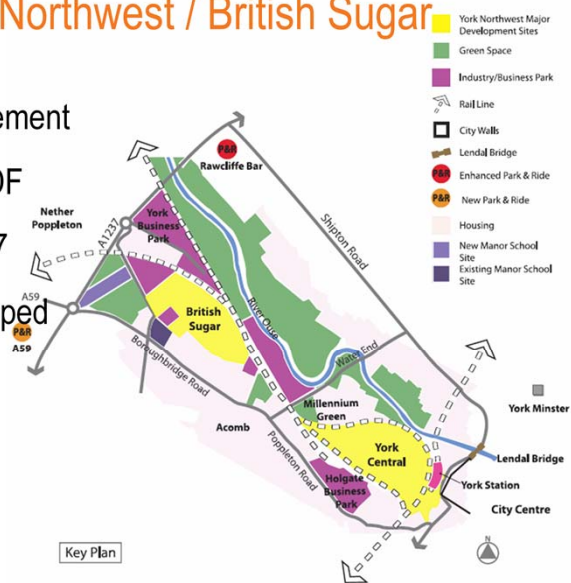 Northwest / British Sugar
ement
DF
7
ped
York Northwest Major
Development Sites
Green Space
Industry/Business Park
Rail Line
City Walls
Lendal Bridge
P&R Enhanced Park & Ride
P&R New Park & Ride
Housing
New Manor School
Site
Existing Manor School
Site
P&R
Rawcliffe Bar
Nether
Poppleton
A1237
York
Business
Park
Shipton Road
A59
P&R
A59
British
Sugar
River Ouse
Boroughbridge Road
Water End
Millennium
Green
Acomb
York Minster
Poppleton Road
York
Central
Lendal Bridge
Holgate
Business
Park
York Station
City Centre
Key Plan
N